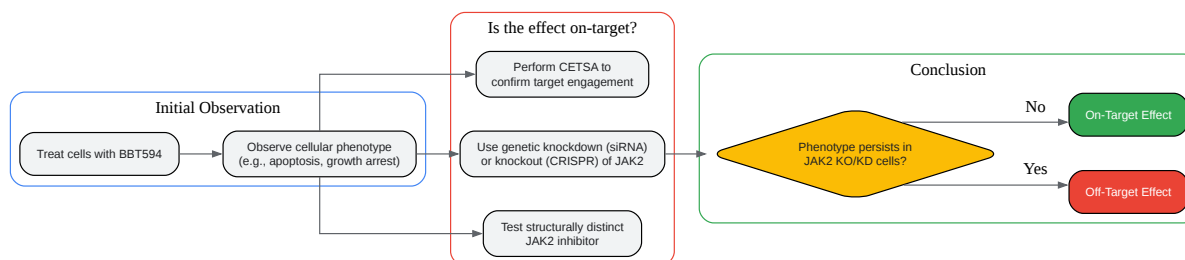 Initial Observation
Treat cells with BBT594
Observe cellular phenotype
(e.g., apoptosis, growth arrest)
Is the effect on-target?
Perform CETSA to
confirm target engagement
Use genetic knockdown (siRNA)
or knockout (CRISPR) of JAK2
Test structurally distinct
JAK2 inhibitor
Conclusion
Phenotype persists in
JAK2 KO/KD cells?
No
On-Target Effect
Yes
Off-Target Effect